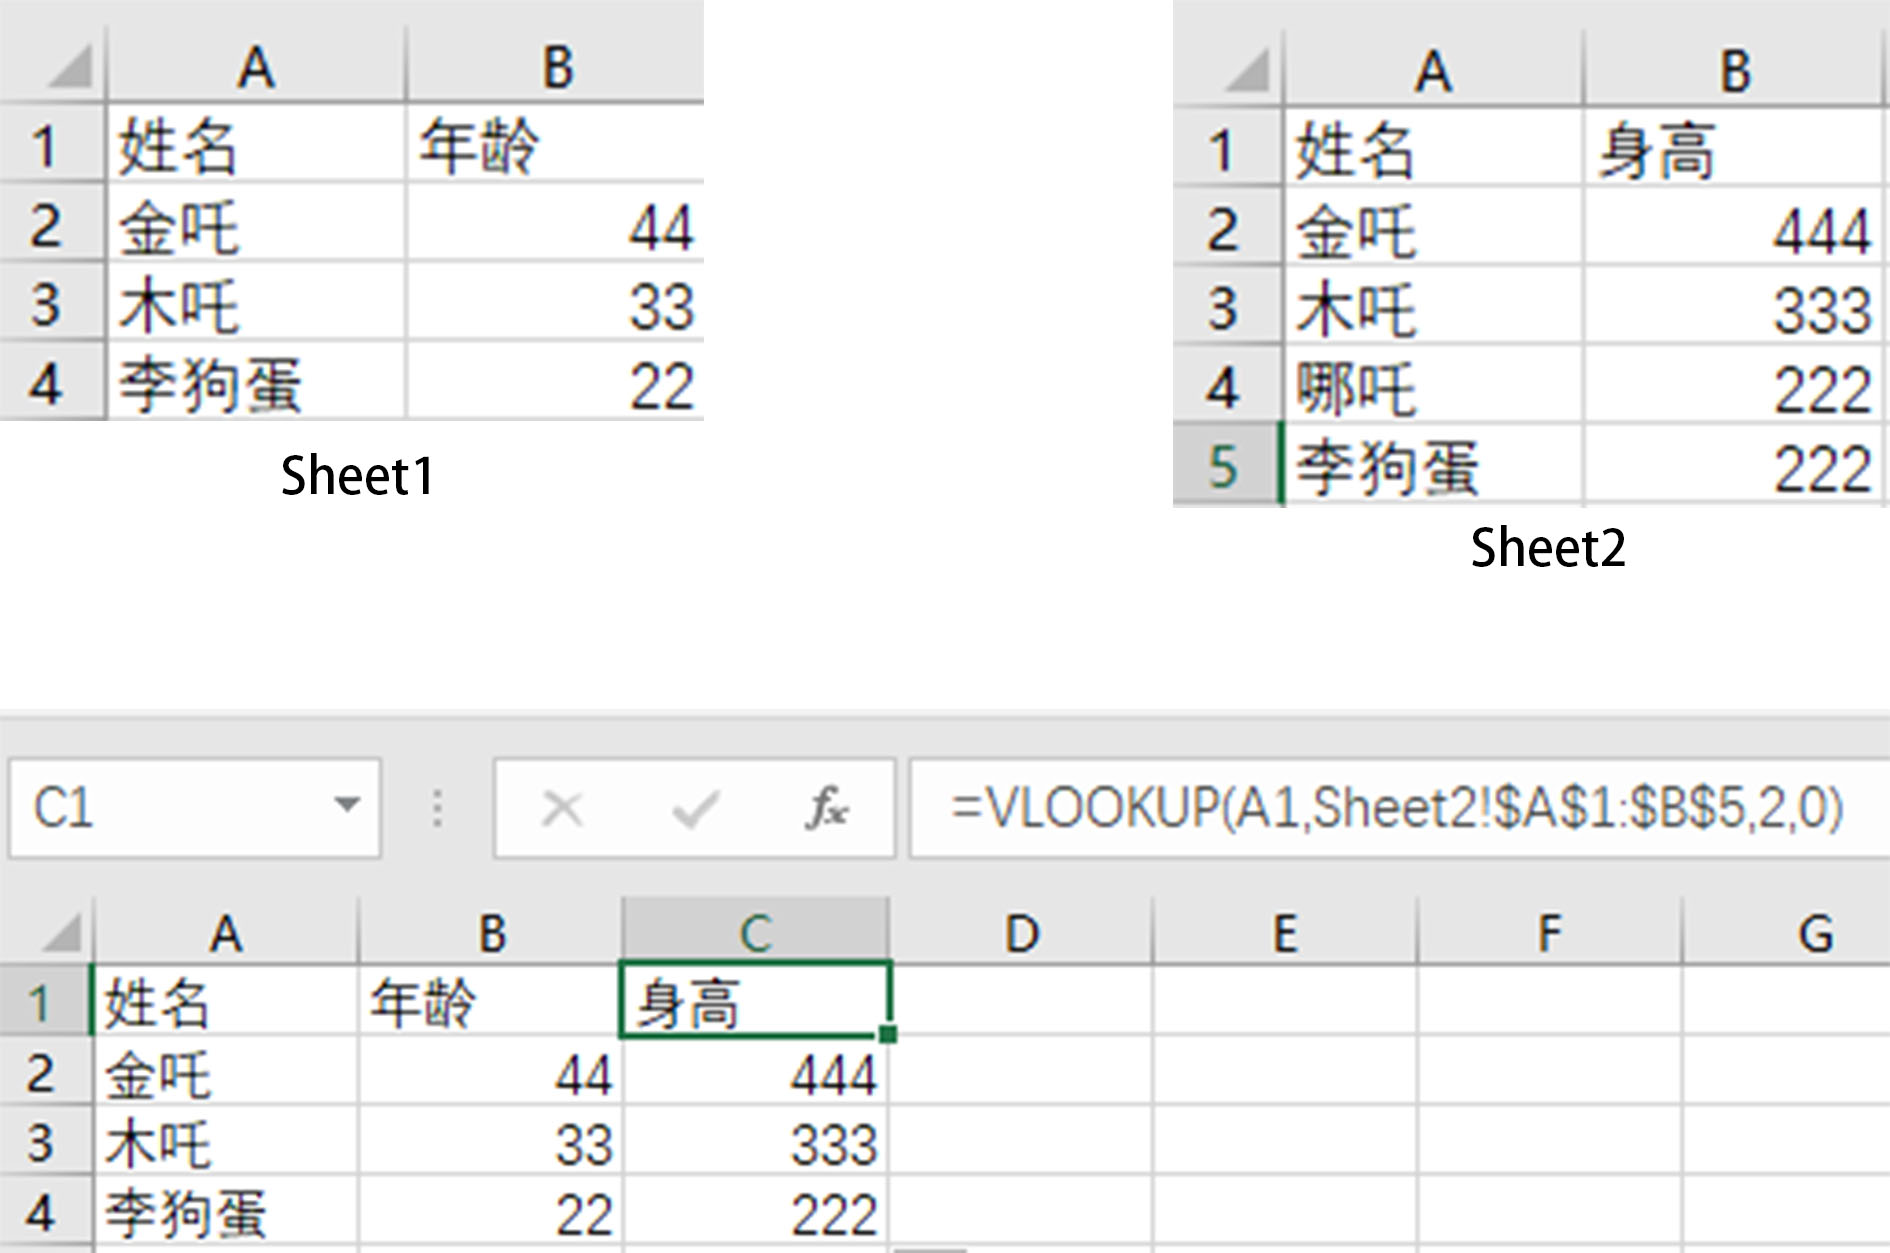 A B
1 姓名 年龄
2 金吒 44
3 木吒 33
4 李狗蛋 22
Sheet1
A B
1 姓名 身高
2 金吒 444
3 木吒 333
4 哪吒 222
5 李狗蛋 222
Sheet2
C1 fx =VLOOKUP(A1,Sheet2!$A$1:$B$5,2,0)
A B C D E F G
1 姓名 年龄 身高
2 金吒 44 444
3 木吒 33 333
4 李狗蛋 22 222